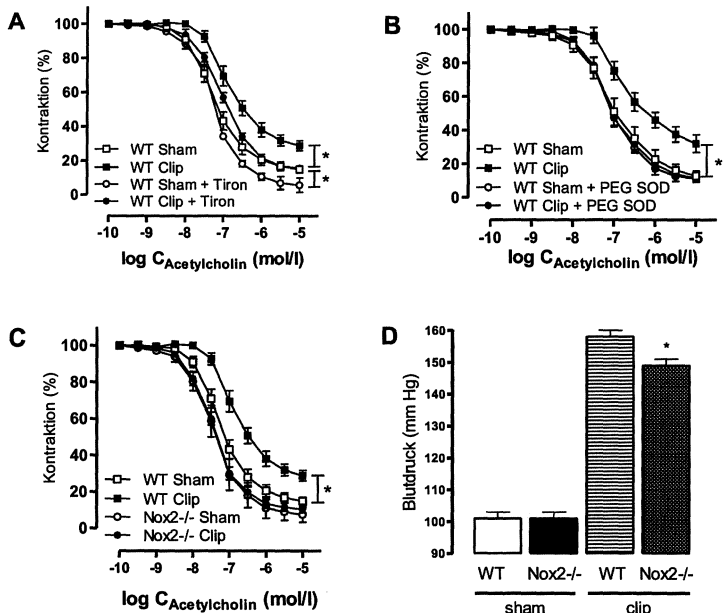 A
Kontraktion (%)
100
80
60
40
20
0
WT Sham
WT Clip
WT Sham + Tiron
WT Clip + Tiron
*
*
-10 -9 -8 -7 -6 -5
log C Acetylcholin (mol/l)
B
Kontraktion (%)
100
80
60
40
20
0
WT Sham
WT Clip
WT Sham + PEG SOD
WT Clip + PEG SOD
*
-10 -9 -8 -7 -6 -5
log C Acetylcholin (mol/l)
C
Kontraktion (%)
100
80
60
40
20
0
WT Sham
WT Clip
Nox2-/- Sham
Nox2-/- Clip
*
-10 -9 -8 -7 -6 -5
log C Acetylcholin (mol/l)
D
Blutdruck (mm Hg)
160
150
140
130
120
110
100
90
*
WT Nox2-/- WT Nox2-/-
sham clip